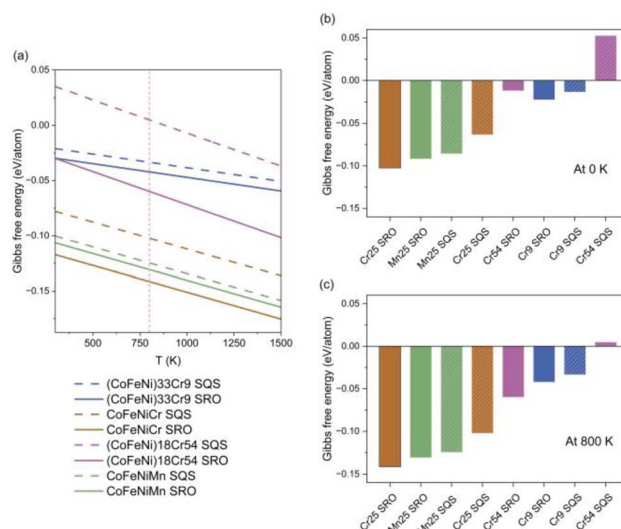 (a)
Gibbs free energy (eV/atom)
0.05
0.00
−0.05
−0.10
−0.15
500
750
1000
1250
1500
T (K)
(CoFeNi)33Cr9 SQS
(CoFeNi)33Cr9 SRO
CoFeNiCr SQS
CoFeNiCr SRO
(CoFeNi)18Cr54 SQS
(CoFeNi)18Cr54 SRO
CoFeNiMn SQS
CoFeNiMn SRO
(b)
Gibbs free energy (eV/atom)
0.05
0.00
−0.05
−0.10
−0.15
At 0 K
Cr25 SRO
Mn25 SRO
Mn25 SQS
Cr25 SQS
Cr54 SRO
Cr9 SRO
Cr9 SQS
Cr54 SQS
(c)
Gibbs free energy (eV/atom)
0.05
0.00
−0.05
−0.10
−0.15
At 800 K
Cr25 SRO
Mn25 SRO
Mn25 SQS
Cr25 SQS
Cr54 SRO
Cr9 SRO
Cr9 SQS
Cr54 SQS